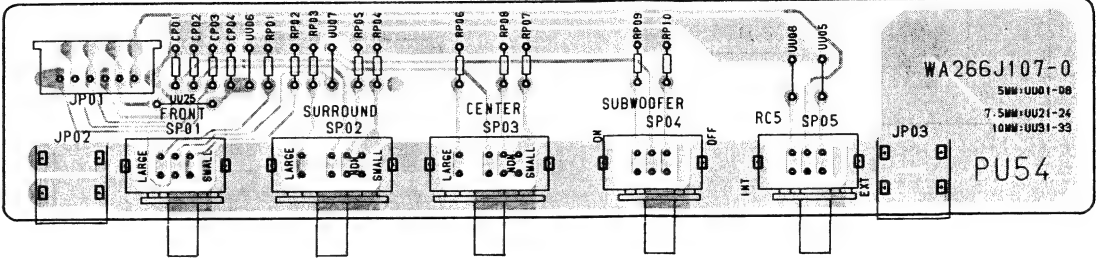 CP01 CP02 CP03 CP04 UU06 RP01 RP02 RP03 UU07 RP05 RP04 RP06 RP08 RP07 RP09 RP10 UU08 UU05
WA266J107-0
5MM:UU01-08
7.5MM:UU21-24
10MM:UU31-33
PU54
JP01
UU25
FRONT
SP01
SURROUND
SP02
CENTER
SP03
SUBWOOFER
SP04
RC5 SP05
JP02
JP03
LARGE SMALL
LARGE NON SMALL
LARGE NON SMALL
ON OFF
INT EXT